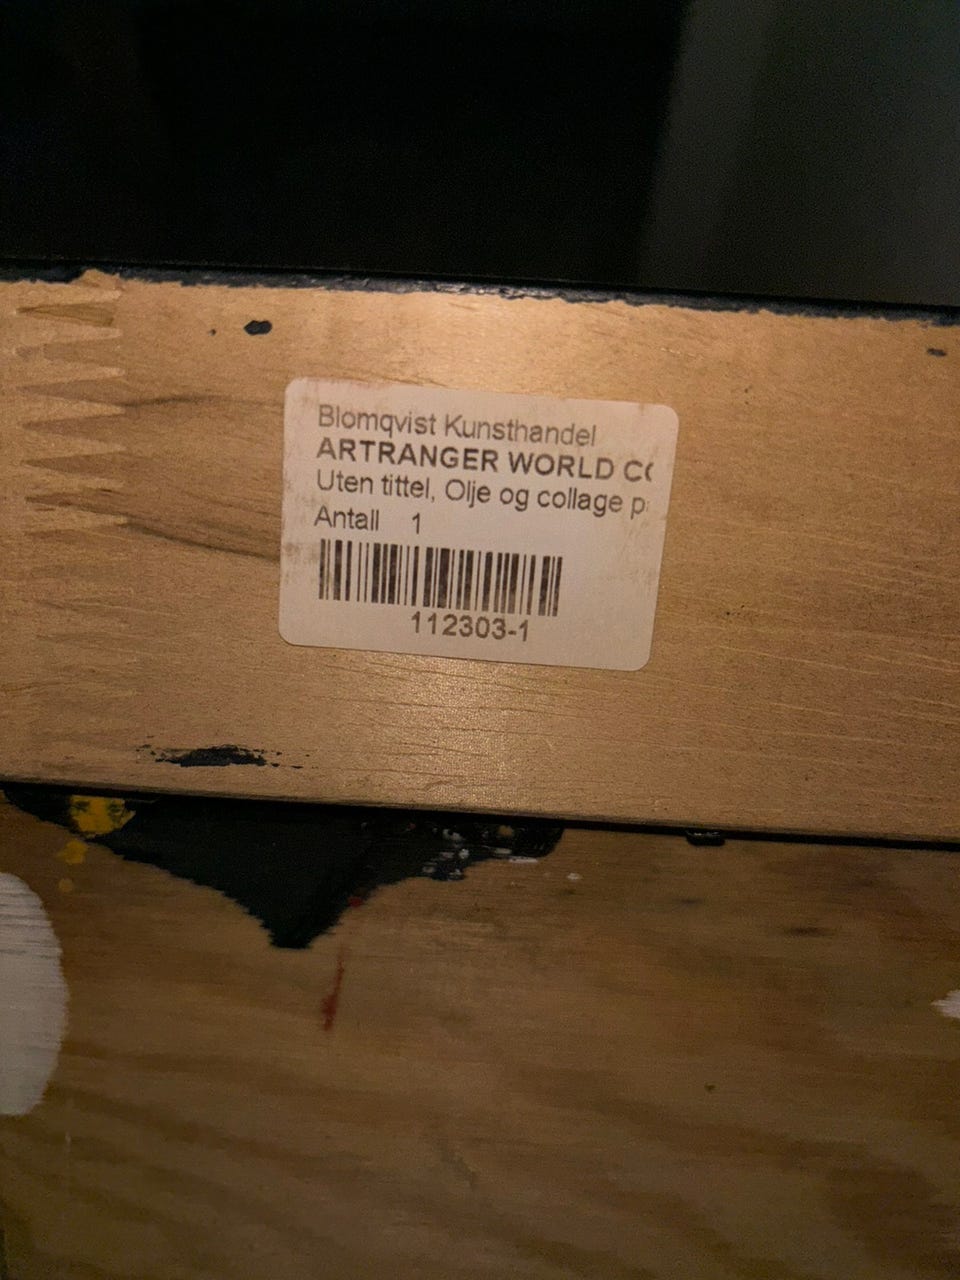 Blomqvist Kunsthandel
ARTRANGER WORLD
Uten tittel, Olje og collage
Antall 1
112303-1